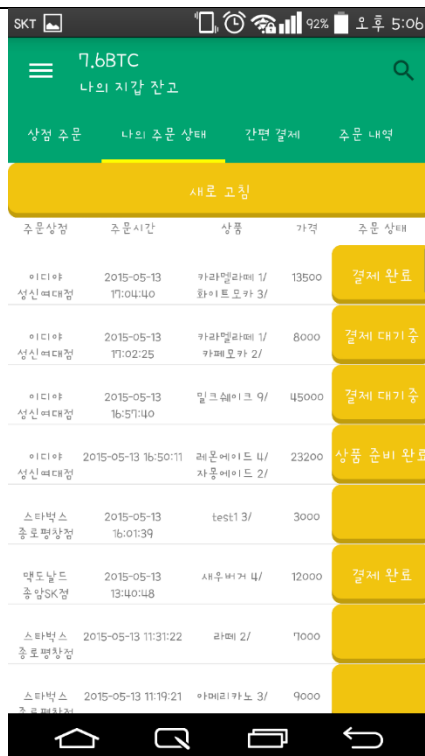 SKT 92% 오후 5:06
7.6BTC
나의 지갑 잔고
상점 주문 나의 주문 상태 간편 결제 주문 내역
새로 고침
주문상점 주문시간 상품 가격 주문 상태
이디야 2015-05-13 카라멜라떼 1/ 13500 결제 완료
성신여대점 17:04:40 화이트모카 3/
이디야 2015-05-13 카라멜라떼 1/ 8000 결제 대기중
성신여대점 17:02:25 카페모카 2/
이디야 2015-05-13 밀크쉐이크 9/ 45000 결제 대기중
성신여대점 16:57:40
이디야 2015-05-13 16:50:11 레몬에이드 4/ 23200 상품 준비 완료
성신여대점 자몽에이드 2/
스타벅스 2015-05-13 test1 3/ 3000
종로평창점 16:01:39
맥도날드 2015-05-13 새우버거 4/ 12000 결제 완료
종암SK점 13:40:48
스타벅스 2015-05-13 11:31:22 라떼 2/ 7000
종로평창점
스타벅스 2015-05-13 11:19:21 아메리카노 3/ 9000
종로평창점